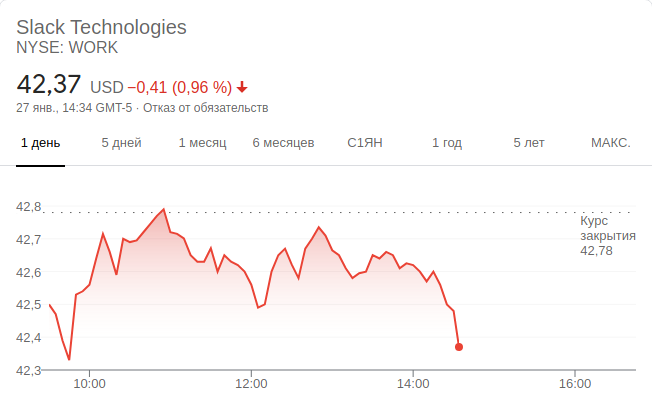 Slack Technologies
NYSE: WORK
42,37 USD −0,41 (0,96 %)
27 янв., 14:34 GMT-5 · Отказ от обязательств
1 день 5 дней 1 месяц 6 месяцев С1ЯН 1 год 5 лет МАКС.
42,8
Курс
закрытия
42,78
42,7
42,6
42,5
42,4
42,3
10:00 12:00 14:00 16:00